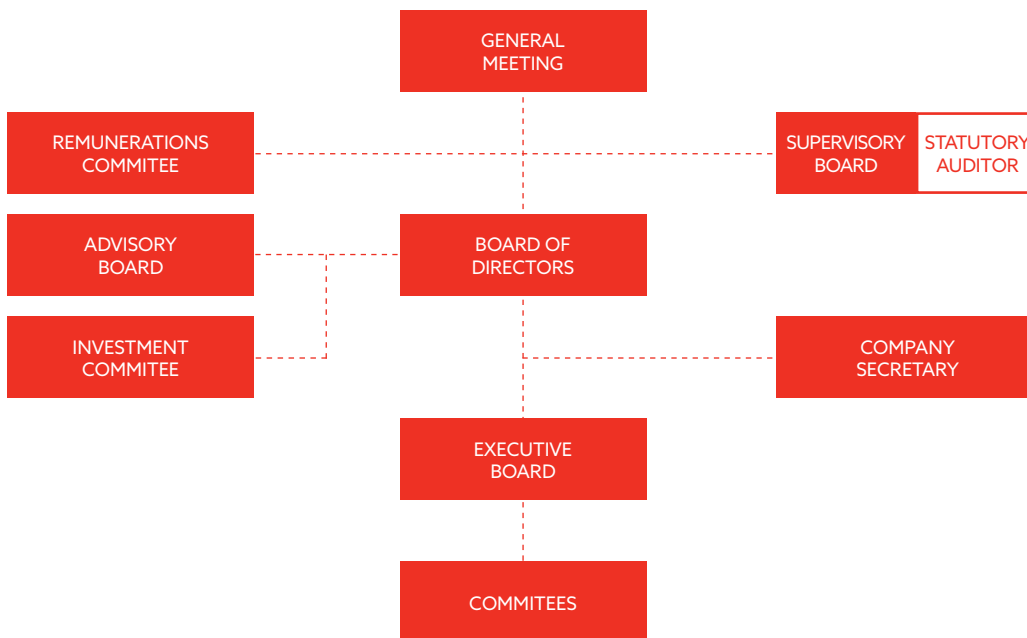 GENERAL
MEETING
REMUNERATIONS
COMMITEE
SUPERVISORY
BOARD
STATUTORY
AUDITOR
ADVISORY
BOARD
BOARD OF
DIRECTORS
INVESTMENT
COMMITEE
COMPANY
SECRETARY
EXECUTIVE
BOARD
COMMITEES